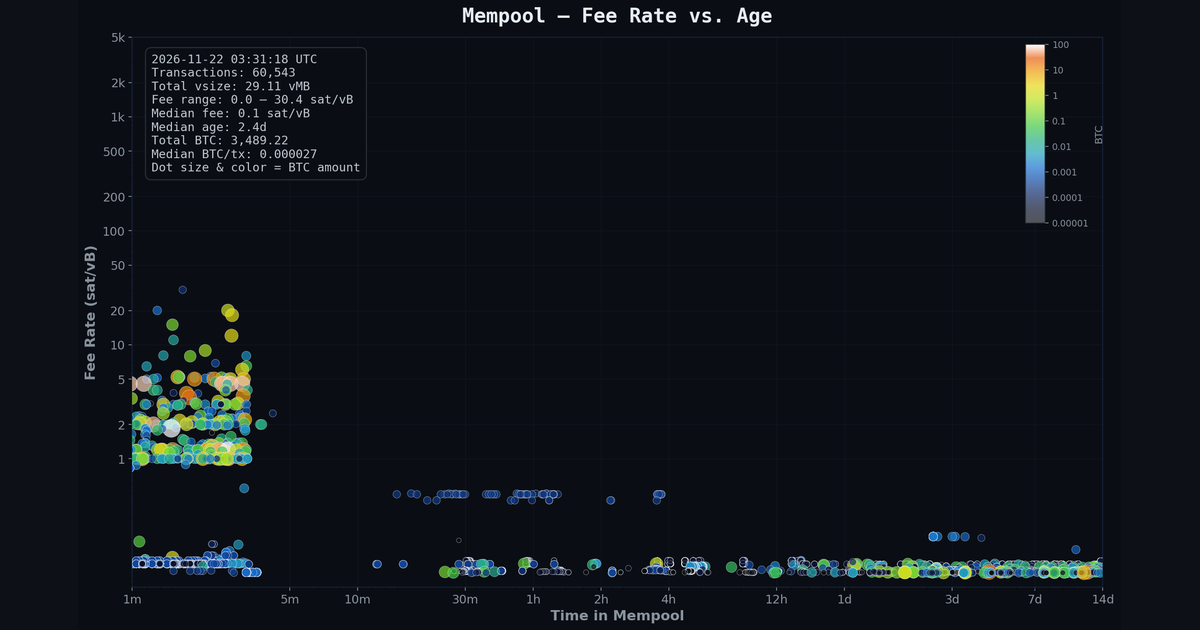 Mempool — Fee Rate vs. Age
2026-11-22 03:31:18 UTC
Transactions: 60,543
Total vsize: 29.11 vMB
Fee range: 0.0 – 30.4 sat/vB
Median fee: 0.1 sat/vB
Median age: 2.4d
Total BTC: 3,489.22
Median BTC/tx: 0.000027
Dot size & color = BTC amount
Fee Rate (sat/vB)
5k
2k
1k
500
200
100
50
20
10
5
2
1
100
10
1
0.1
0.01
0.001
0.0001
0.00001
BTC
1m 5m 10m 30m 1h 2h 4h 12h 1d 3d 7d 14d
Time in Mempool